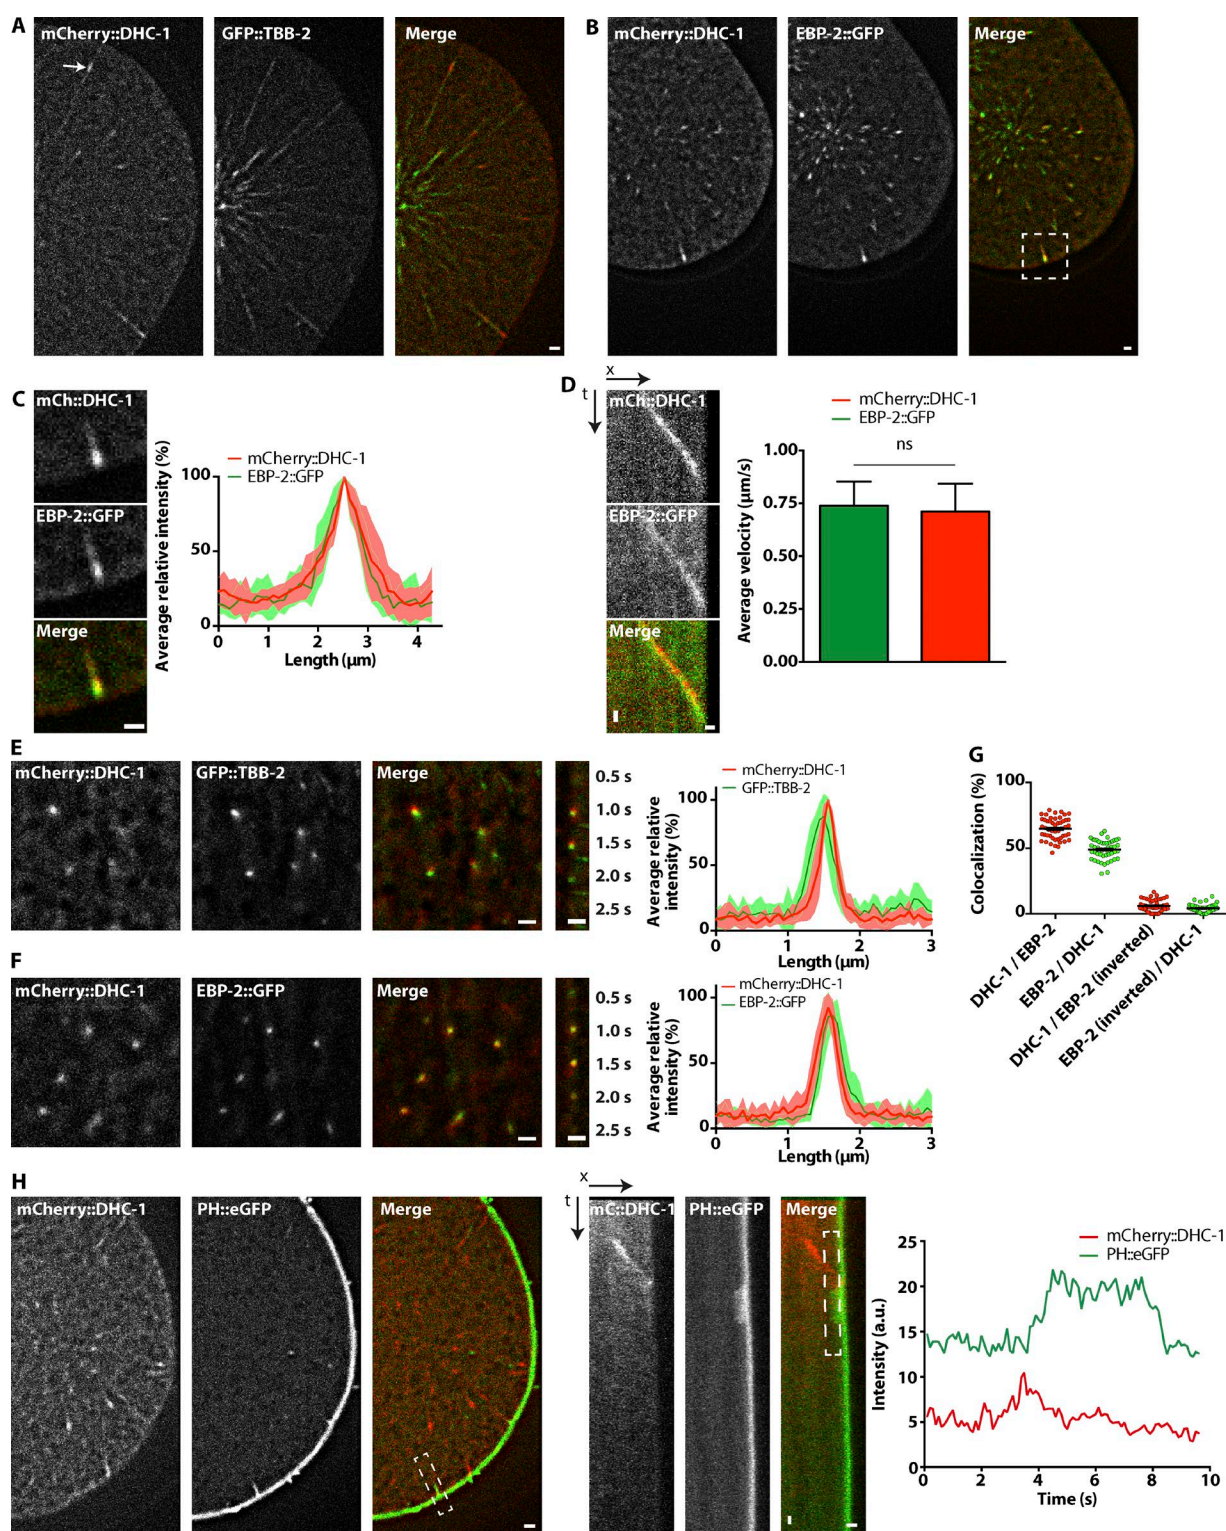 A
mCherry::DHC-1
GFP::TBB-2
Merge
B
mCherry::DHC-1
EBP-2::GFP
Merge
C
mCh::DHC-1
EBP-2::GFP
Merge
Average relative intensity (%)
mCherry::DHC-1
EBP-2::GFP
100
50
0
0 1 2 3 4
Length (µm)
D
x
t
mCh::DHC-1
EBP-2::GFP
Merge
mCherry::DHC-1
EBP-2::GFP
ns
Average velocity (µm/s)
1.00
0.75
0.50
0.25
0.00
E
mCherry::DHC-1
GFP::TBB-2
Merge
0.5 s
1.0 s
1.5 s
2.0 s
2.5 s
Average relative
intensity (%)
mCherry::DHC-1
GFP::TBB-2
100
50
0
0 1 2 3
Length (µm)
F
mCherry::DHC-1
EBP-2::GFP
Merge
0.5 s
1.0 s
1.5 s
2.0 s
2.5 s
Average relative
intensity (%)
mCherry::DHC-1
EBP-2::GFP
100
50
0
0 1 2 3
Length (µm)
G
Colocalization (%)
100
50
0
DHC-1 / EBP-2
EBP-2 / DHC-1
DHC-1 / EBP-2 (inverted)
EBP-2 (inverted) / DHC-1
H
mCherry::DHC-1
PH::eGFP
Merge
x
t
mC::DHC-1
PH::eGFP
Merge
mCherry::DHC-1
PH::eGFP
Intensity (a.u.)
25
20
15
10
5
0
0 2 4 6 8 10
Time (s)